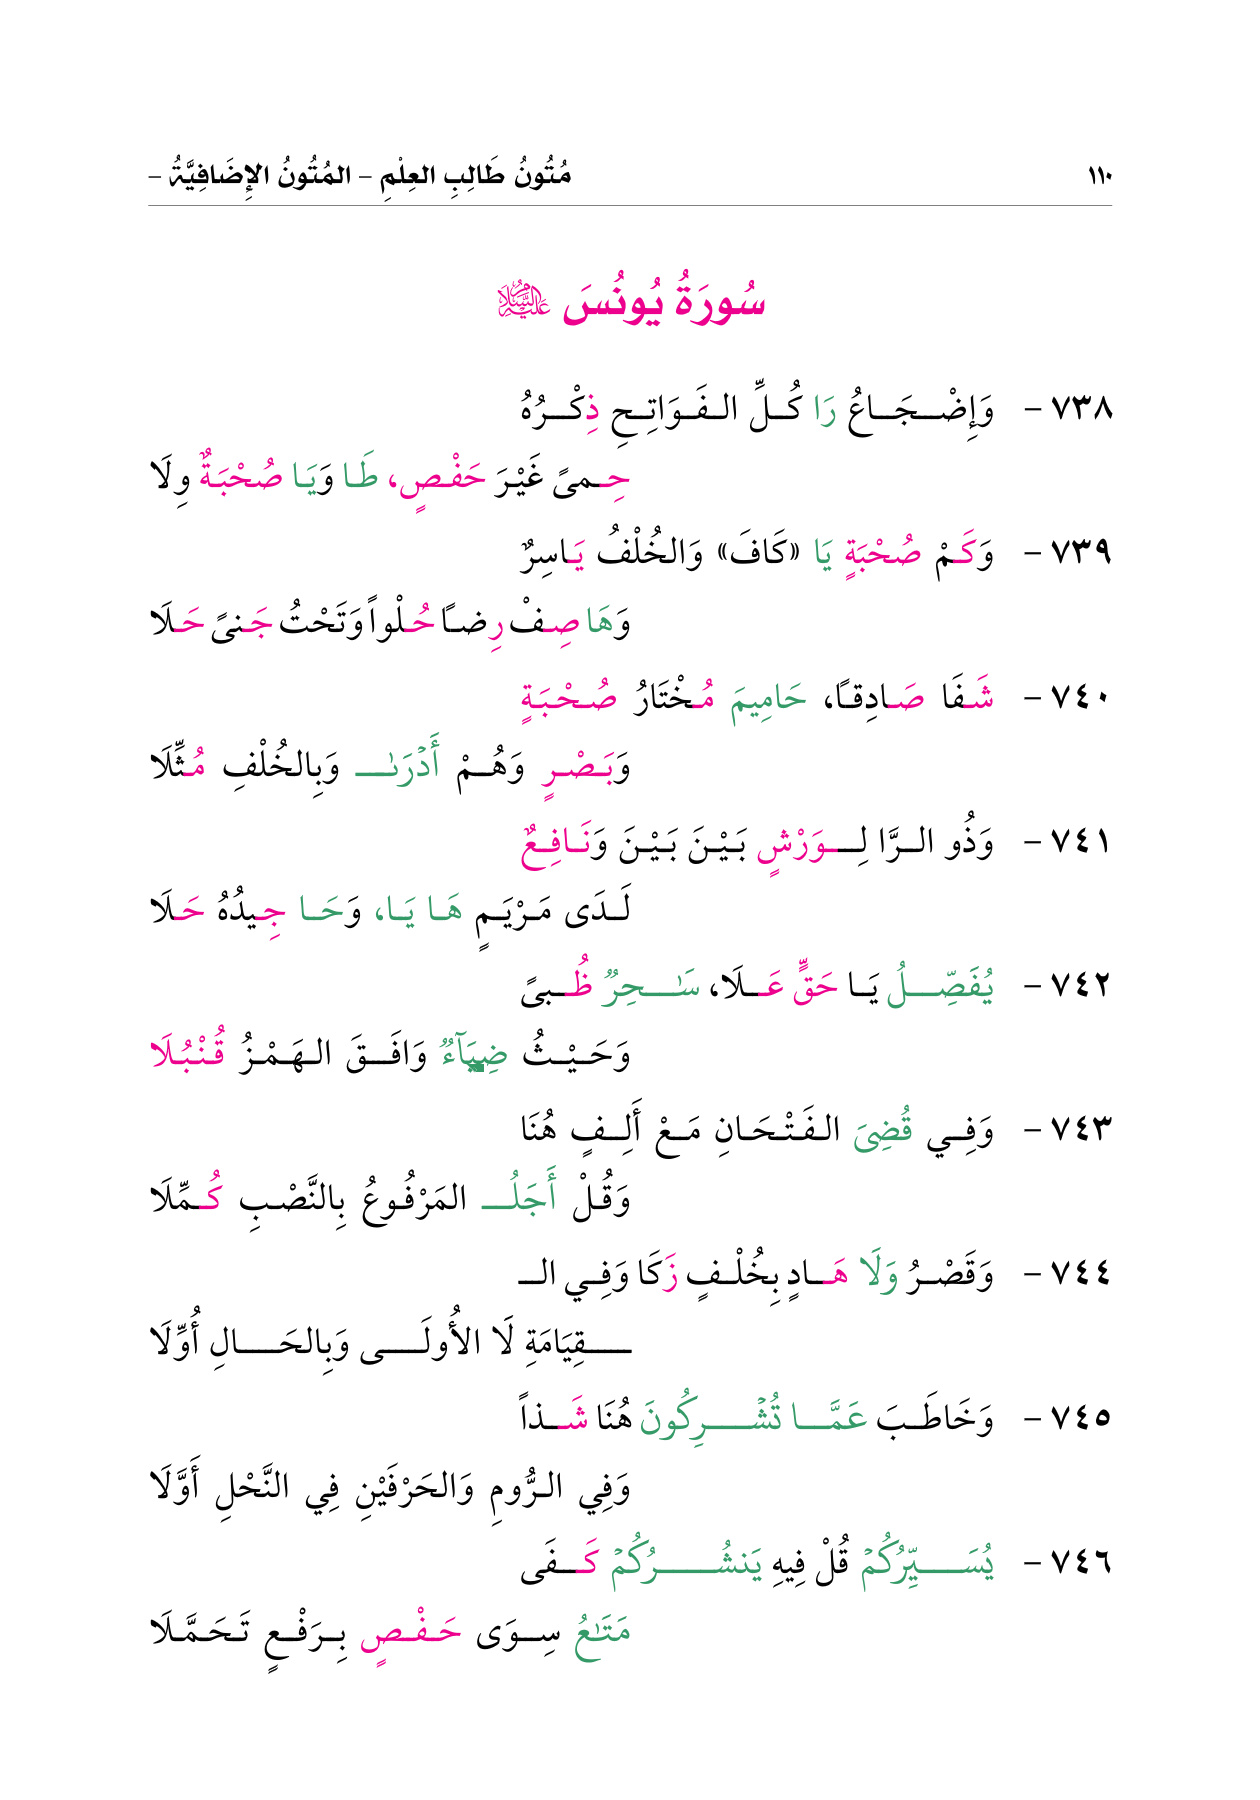 ١١٠ مُتُونُ طَالِبِ العِلْمِ – المُتُونُ الإِضَافِيَّةُ –
سُورَةُ يُونُسَ عليه السلام
٧٣٨ – وَإِضْجَاعُ رَا كُلِّ الفَوَاتِحِ ذِكْرُهُ
حِمىً غَيْرَ حَفْصٍ، طَا وَيَا صُحْبَةٌ وِلَا
٧٣٩ – وَكَمْ صُحْبَةٍ يَا «كَافَ» وَالخُلْفُ يَاسِرٌ
وَهَا صِفْ رِضاً حُلْواً وَتَحْتُ جَنىً حَلَا
٧٤٠ – شَفَا صَادِقاً، حَامِيمَ مُخْتَارُ صُحْبَةٍ
وَبَصْرٍ وَهُمْ أَدْرَىٰ وَبِالخُلْفِ مُثِّلَا
٧٤١ – وَذُو الرَّا لِوَرْشٍ بَيْنَ بَيْنَ وَنَافِعٌ
لَدَى مَرْيَمٍ هَا يَا، وَحَا جِيدُهُ حَلَا
٧٤٢ – يُفَصِّلُ يَا حَقٍّ عَلَا، سَٰحِرٌ ظُبىً
وَحَيْثُ ضِيَآءٌ وَافَقَ الهَمْزُ قُنْبُلَا
٧٤٣ – وَفِي قُضِىَ الفَتْحَانِ مَعْ أَلِفٍ هُنَا
وَقُلْ أَجَلُـ المَرْفُوعُ بِالنَّصْبِ كُمِّلَا
٧٤٤ – وَقَصْرُ وَلَا هَادٍ بِخُلْفٍ زَكَا وَفِي الـ
ـقِيَامَةِ لَا الأُولَى وَبِالحَالِ أُوِّلَا
٧٤٥ – وَخَاطَبَ عَمَّا تُشْرِكُونَ هُنَا شَذاً
وَفِي الرُّومِ وَالحَرْفَيْنِ فِي النَّحْلِ أَوَّلَا
٧٤٦ – يُسَيِّرُكُمْ قُلْ فِيهِ يَنشُرُكُمْ كَفَى
مَتَٰعُ سِوَى حَفْصٍ بِرَفْعٍ تَحَمَّلَا